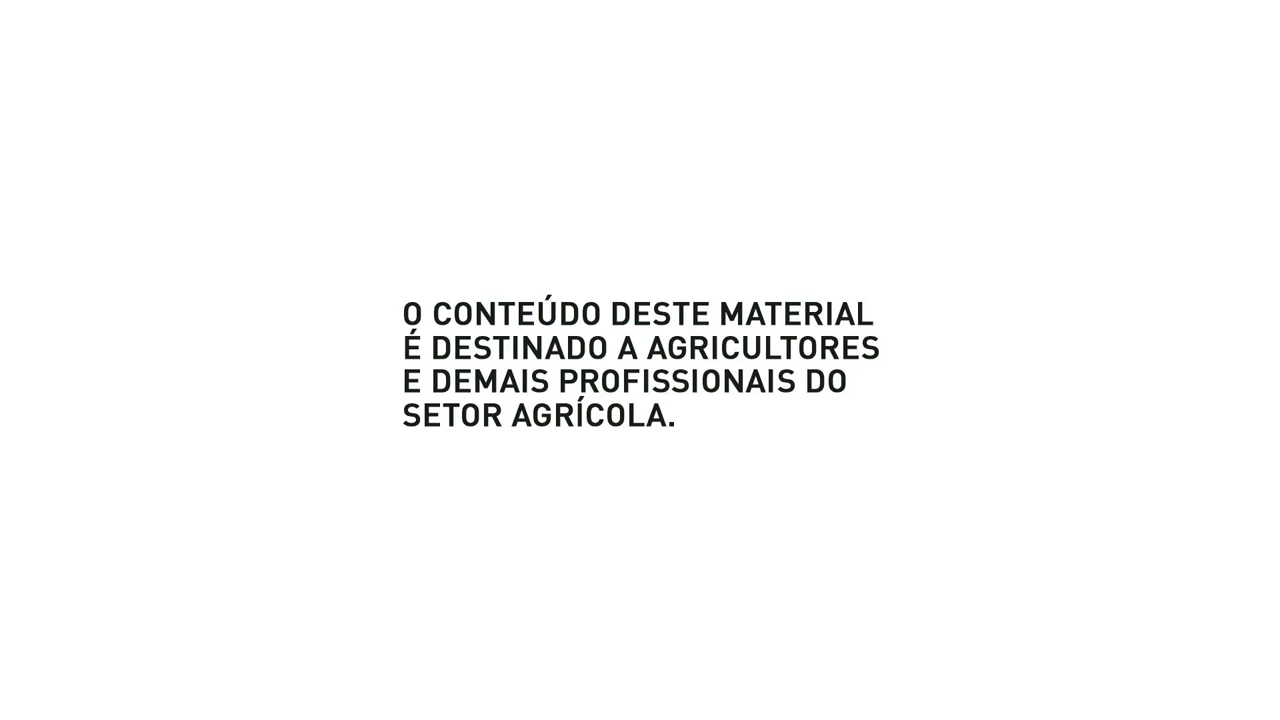 O CONTEÚDO DESTE MATERIAL
É DESTINADO A AGRICULTORES
E DEMAIS PROFISSIONAIS DO
SETOR AGRÍCOLA.